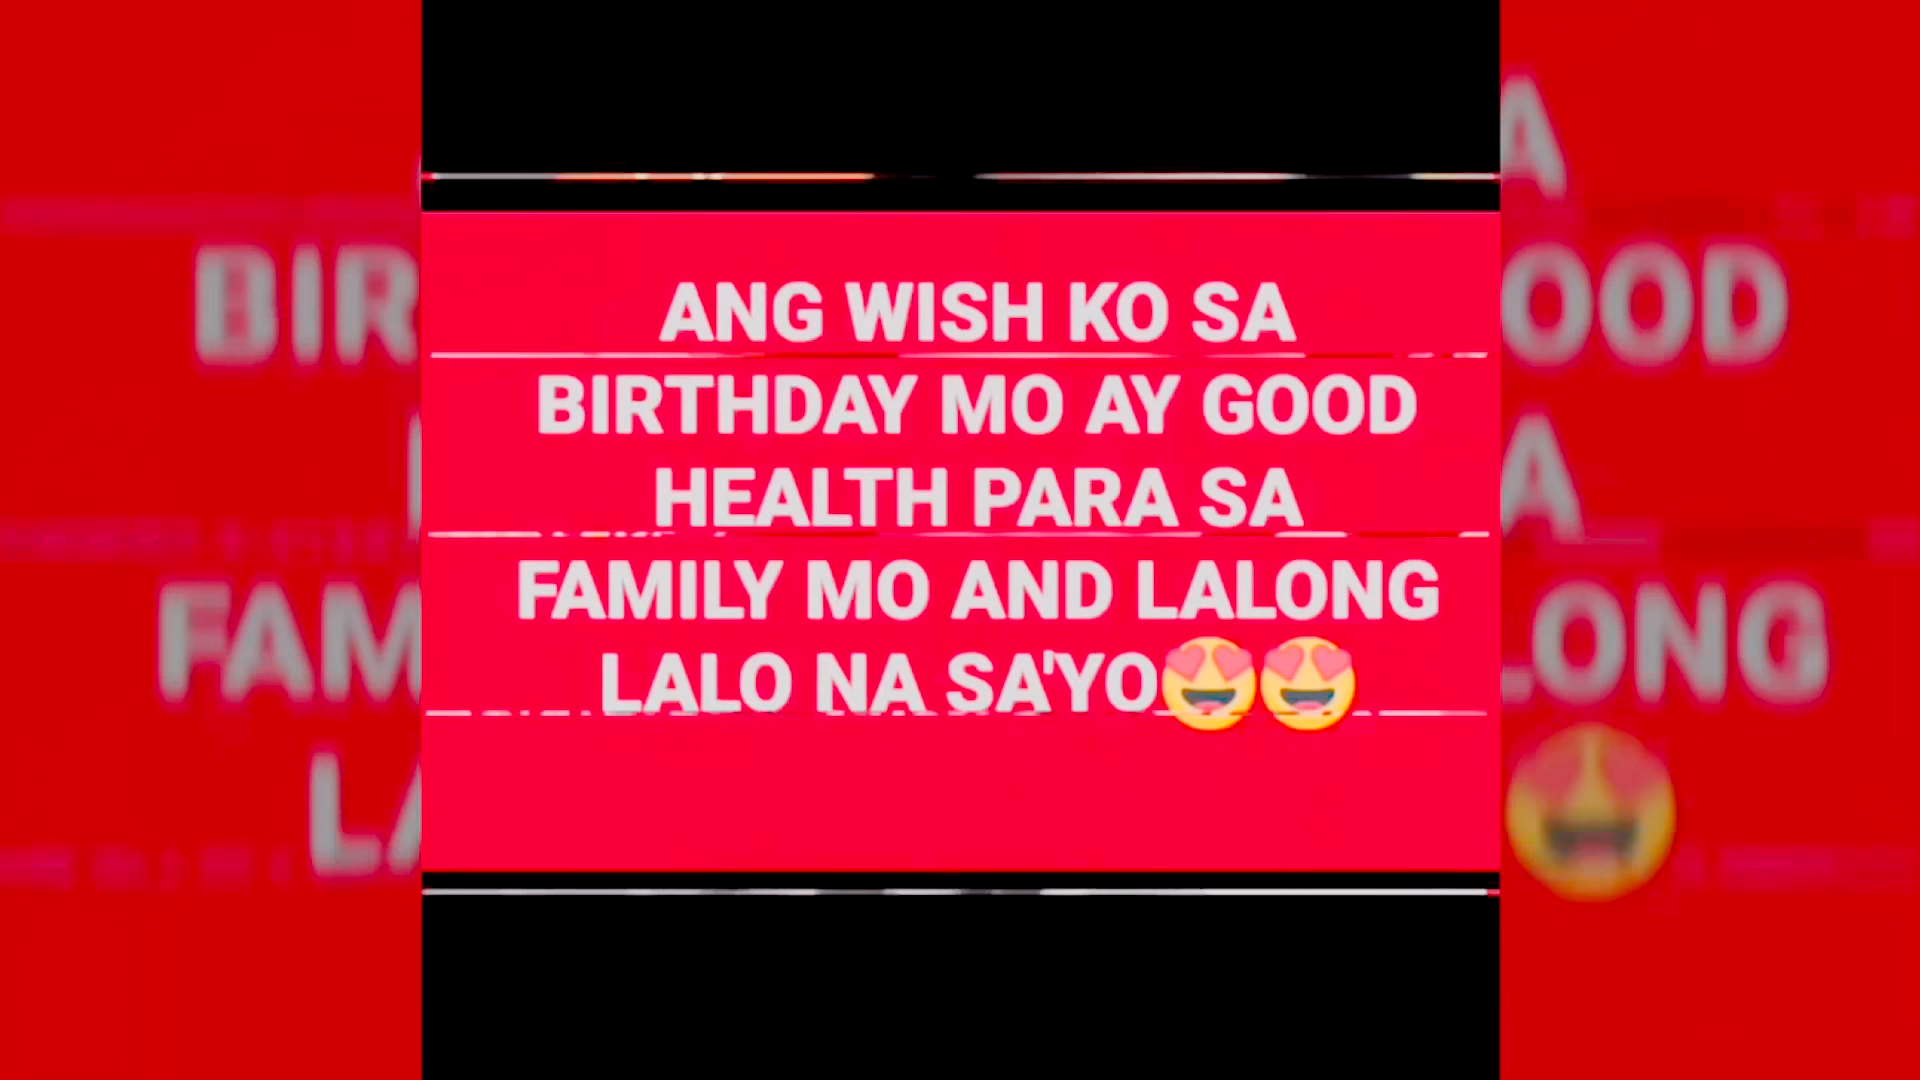 ANG WISH KO SA
BIRTHDAY MO AY GOOD
HEALTH PARA SA
FAMILY MO AND LALONG
LALO NA SA'YO😍😍